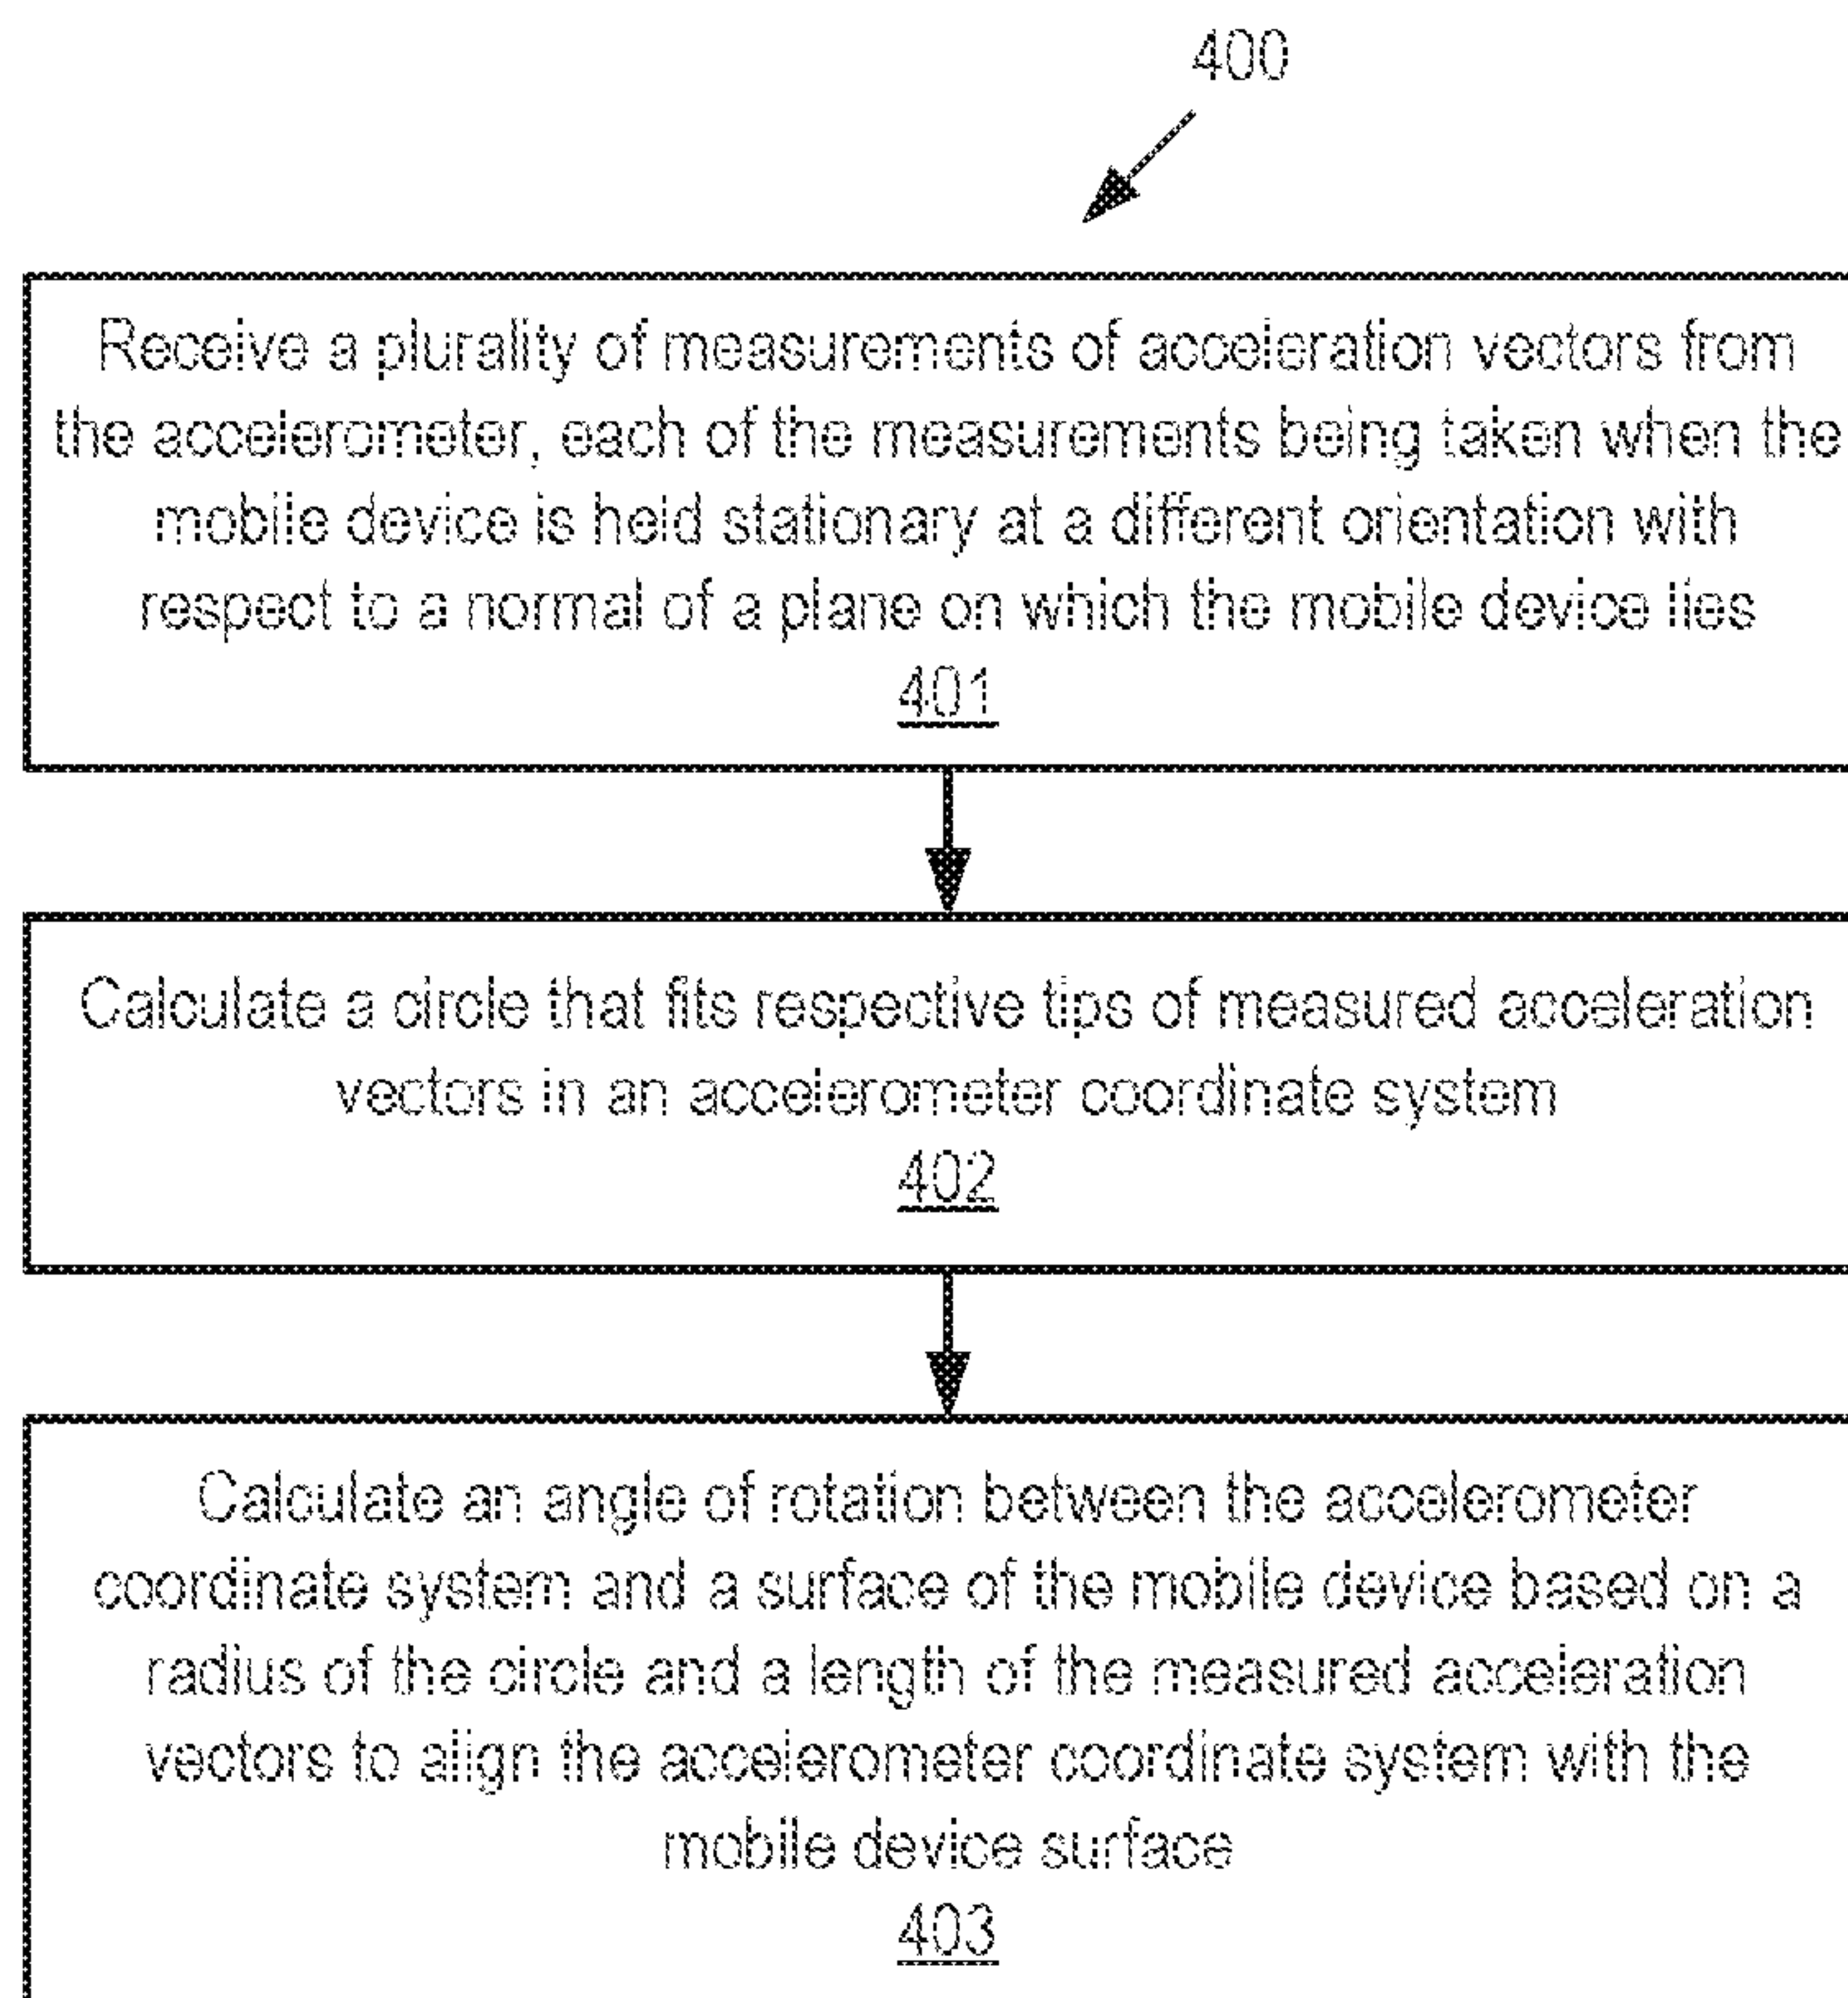 400
Receive a plurality of measurements of acceleration vectors from
the accelerometer, each of the measurements being taken when the
mobile device is held stationary at a different orientation with
respect to a normal of a plane on which the mobile device lies
401
Calculate a circle that fits respective tips of measured acceleration
vectors in an accelerometer coordinate system
402
Calculate an angle of rotation between the accelerometer
coordinate system and a surface of the mobile device based on a
radius of the circle and a length of the measured acceleration
vectors to align the accelerometer coordinate system with the
mobile device surface
403